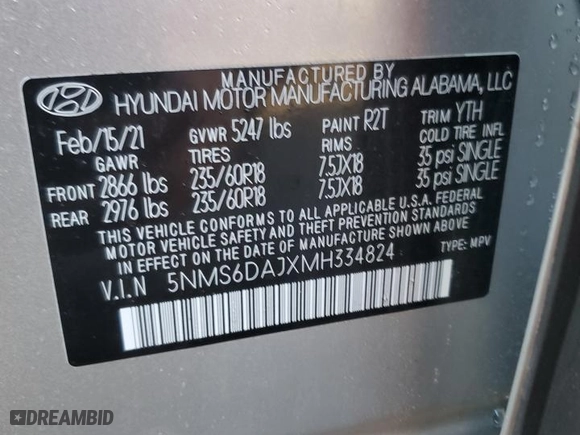 MANUFACTURED BY
HYUNDAI MOTOR MANUFACTURING ALABAMA, LLC
Feb/15/21 GVWR 5247 lbs PAINT R2T TRIM YTH
GAWR TIRES RIMS COLD TIRE INFL
FRONT 2866 lbs 235/60R18 7.5JX18 35 psi SINGLE
REAR 2976 lbs 235/60R18 7.5JX18 35 psi SINGLE
THIS VEHICLE CONFORMS TO ALL APPLICABLE U.S.A. FEDERAL
MOTOR VEHICLE SAFETY AND THEFT PREVENTION STANDARDS
IN EFFECT ON THE DATE OF MANUFACTURE SHOWN ABOVE.
V.I.N 5NMS6DAJXMH334824 TYPE: MPV
DREAMBID